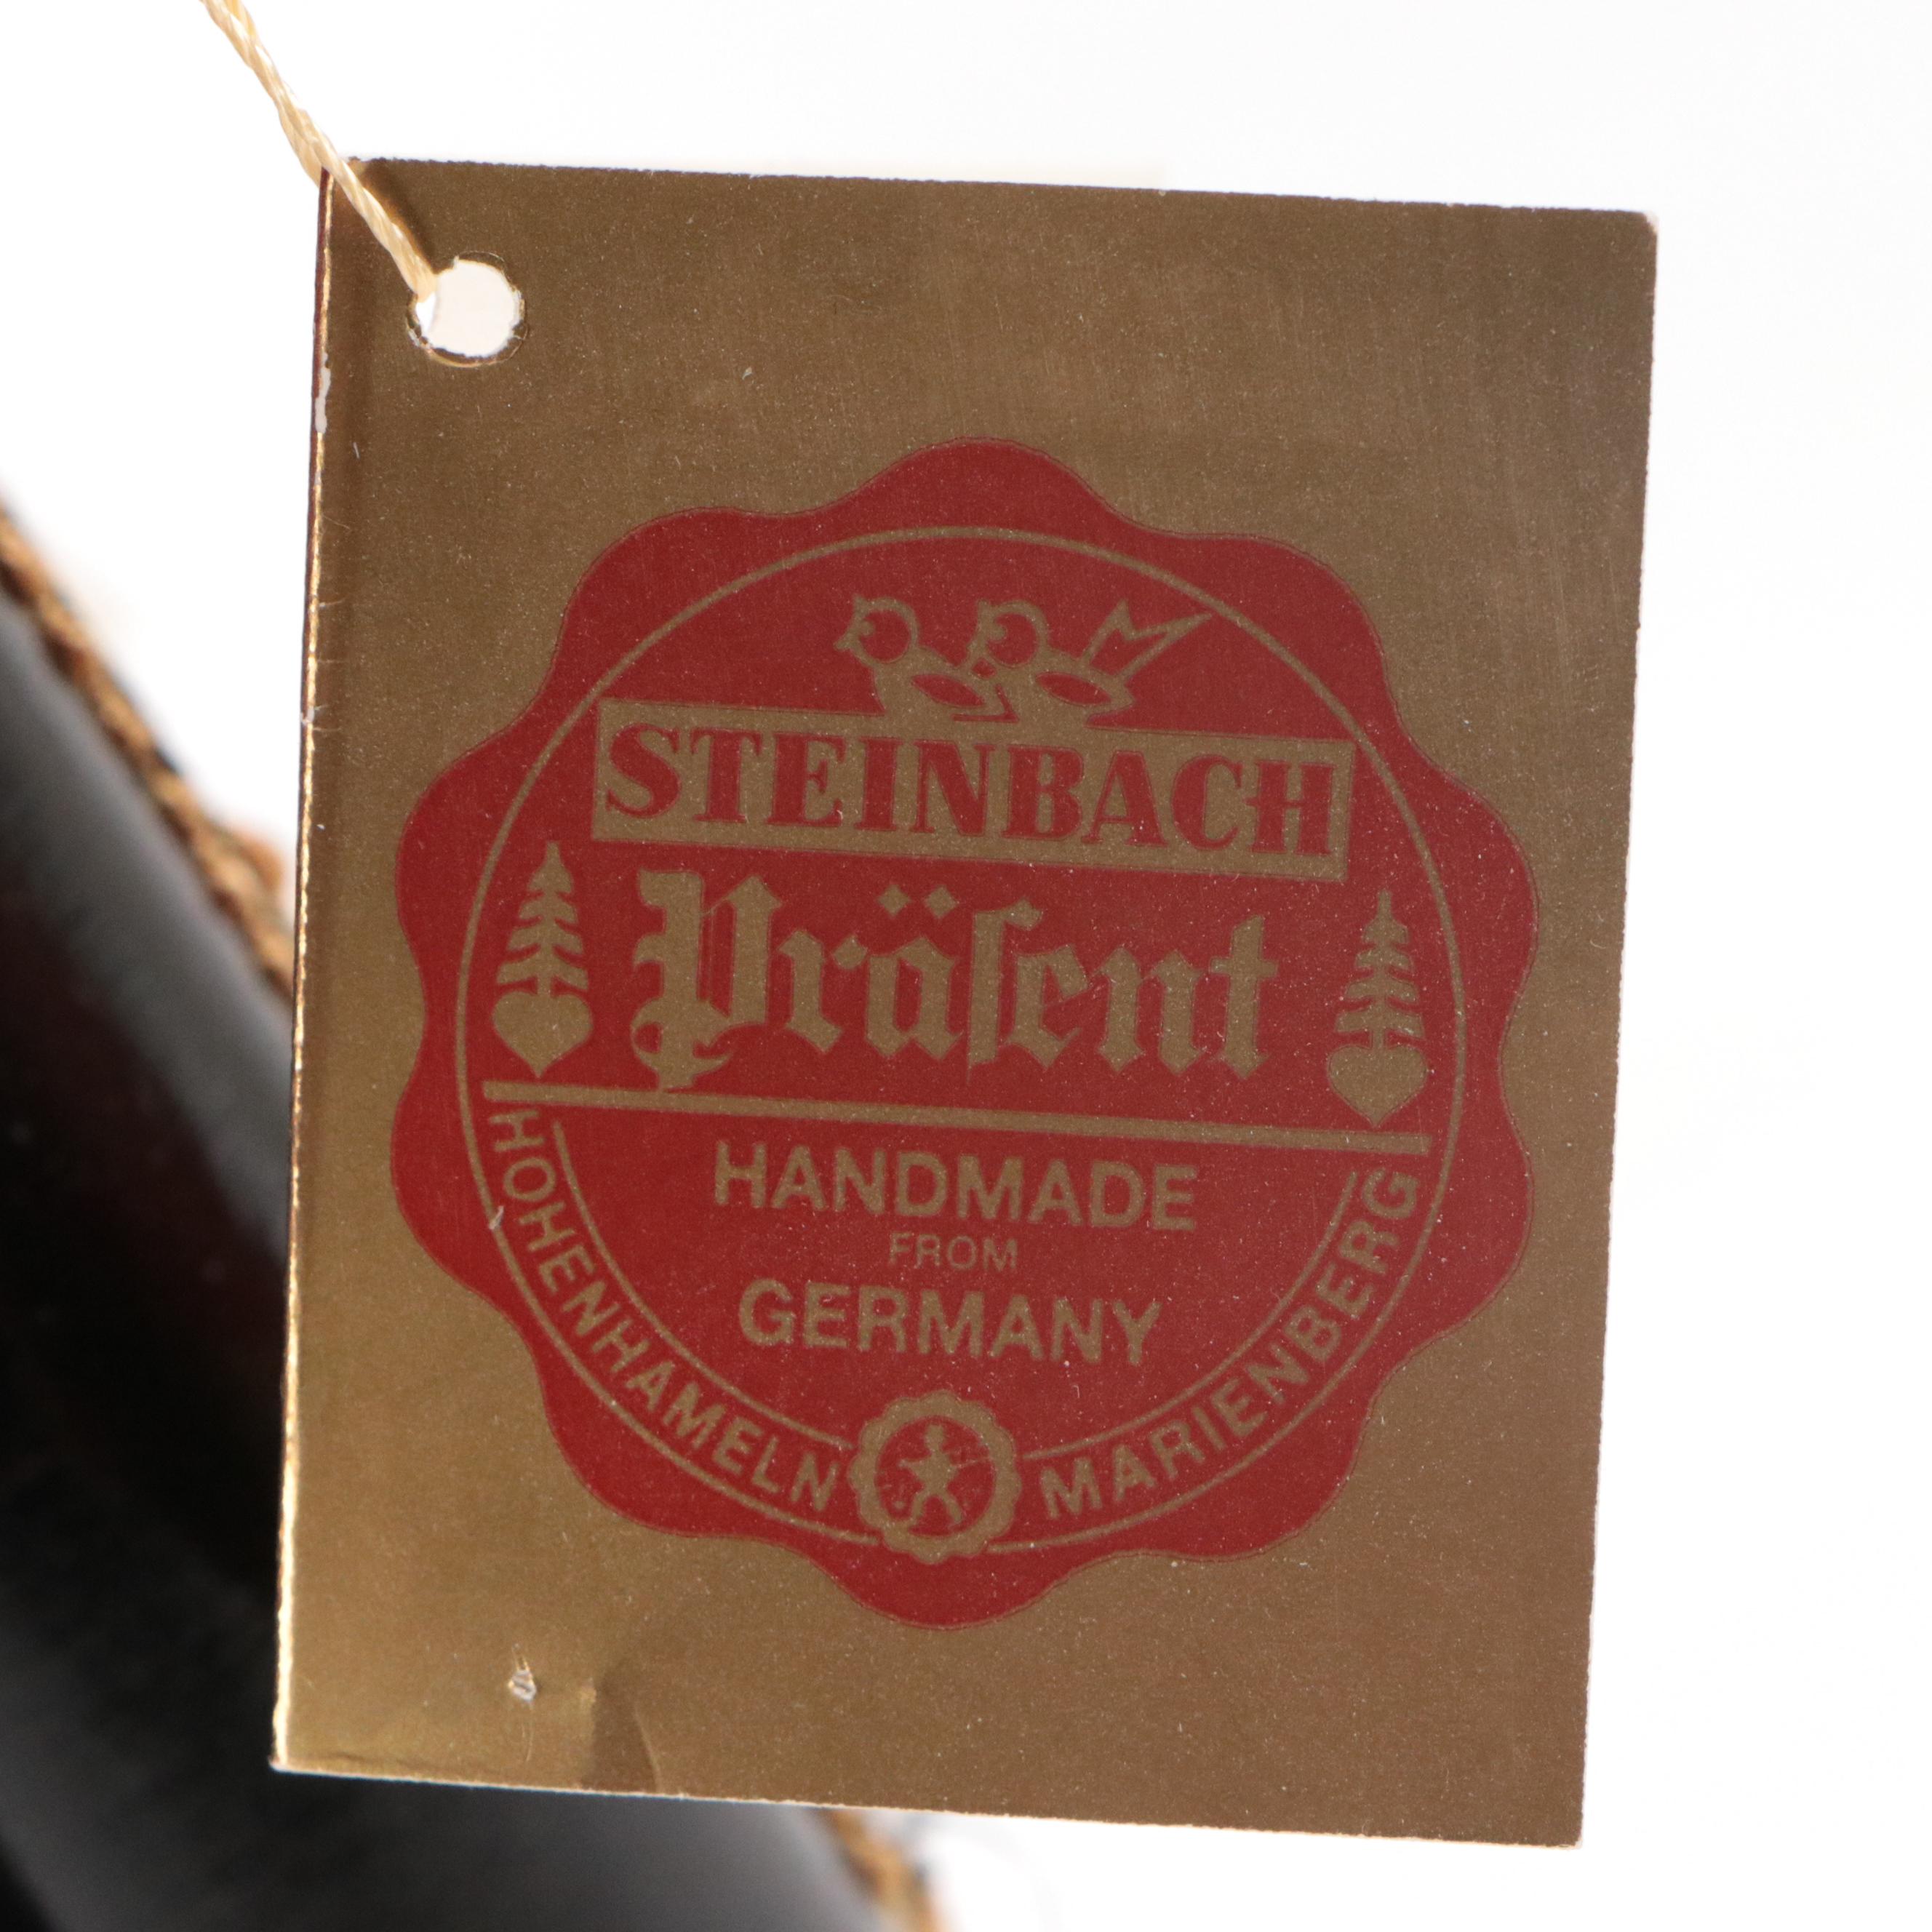 STEINBACH
Präſent
HANDMADE
FROM
GERMANY
HOHENHAMELN MARIENBERG